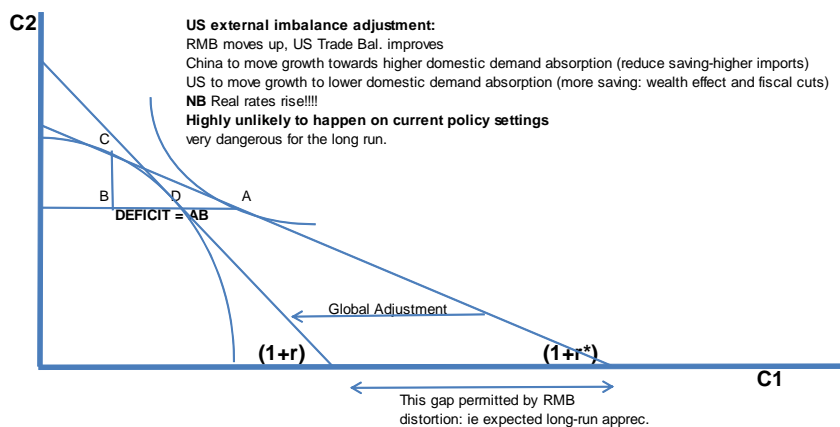 C2
US external imbalance adjustment:
RMB moves up, US Trade Bal. improves
China to move growth towards higher domestic demand absorption (reduce saving-higher imports)
US to move growth to lower domestic demand absorption (more saving: wealth effect and fiscal cuts)
NB Real rates rise!!!!
Highly unlikely to happen on current policy settings
very dangerous for the long run.
C
B
D
A
DEFICIT = AB
Global Adjustment
(1+r)
(1+r*)
C1
This gap permitted by RMB
distortion: ie expected long-run apprec.